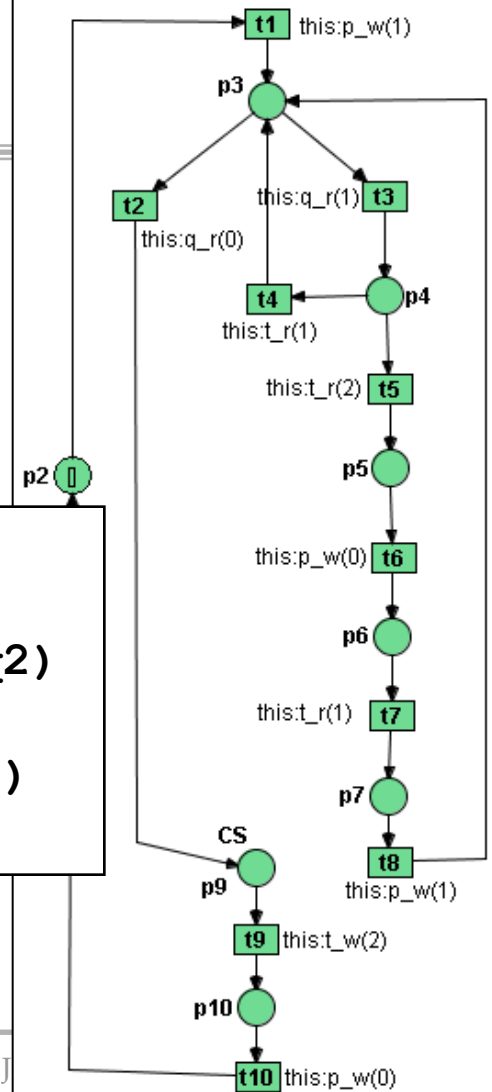 t1 this:p_w(1)
p3
t2 this:q_r(1) t3
this:q_r(0)
t4 p4
this:t_r(1)
this:t_r(2) t5
p5
p2 []
this:p_w(0) t6
p6
_2)
this:t_r(1) t7
)
p7
CS
t8
p9
this:p_w(1)
t9 this:t_w(2)
p10
J
t10 this:p_w(0)